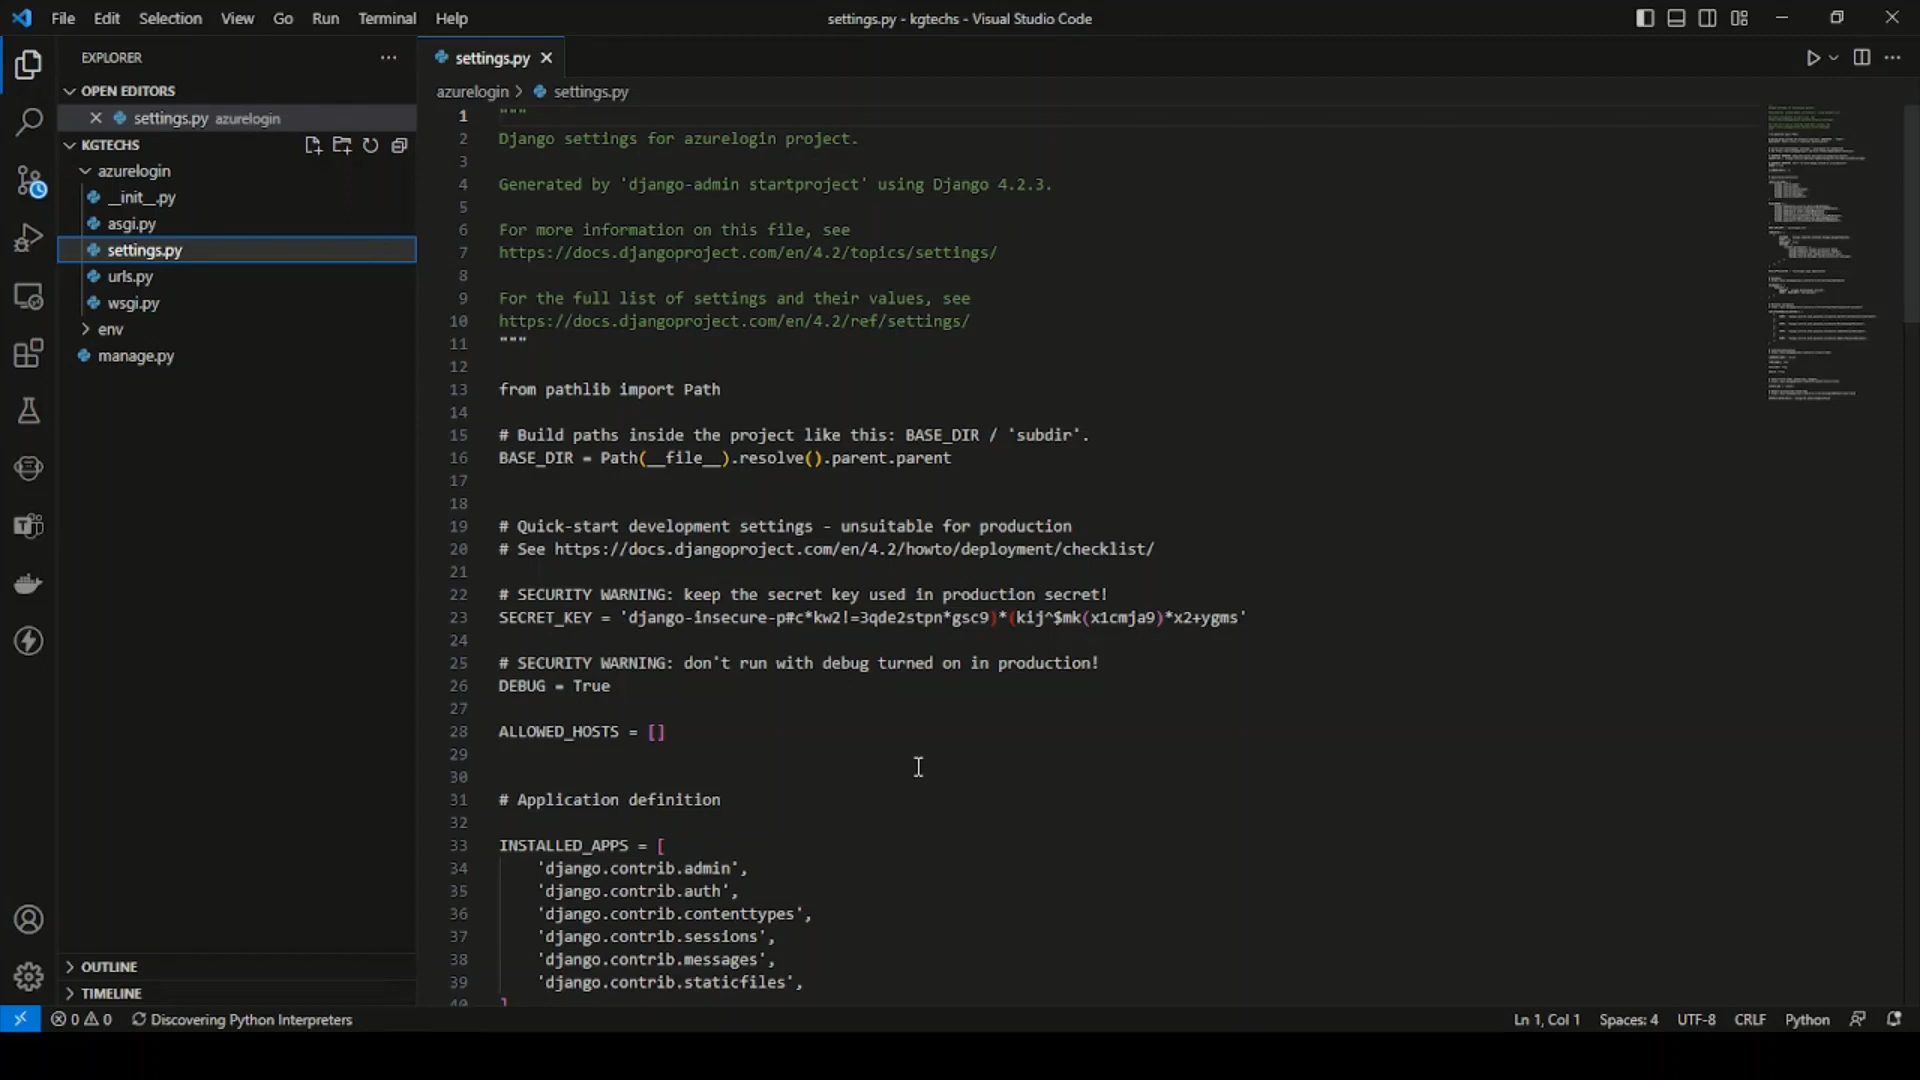 File Edit Selection View Go Run Terminal Help
settings.py - kgtechs - Visual Studio Code
EXPLORER
OPEN EDITORS
settings.py azurelogin
KGTECHS
azurelogin
__init__.py
asgi.py
settings.py
urls.py
wsgi.py
env
manage.py
OUTLINE
TIMELINE
settings.py
azurelogin > settings.py
1 """
2 Django settings for azurelogin project.
3
4 Generated by 'django-admin startproject' using Django 4.2.3.
5
6 For more information on this file, see
7 https://docs.djangoproject.com/en/4.2/topics/settings/
8
9 For the full list of settings and their values, see
10 https://docs.djangoproject.com/en/4.2/ref/settings/
11 """
12
13 from pathlib import Path
14
15 # Build paths inside the project like this: BASE_DIR / 'subdir'.
16 BASE_DIR = Path(__file__).resolve().parent.parent
17
18
19 # Quick-start development settings - unsuitable for production
20 # See https://docs.djangoproject.com/en/4.2/howto/deployment/checklist/
21
22 # SECURITY WARNING: keep the secret key used in production secret!
23 SECRET_KEY = 'django-insecure-p#c*kw2!=3qde2stpn*gsc9)*(kij^$mk(x1cmja9)*x2+ygms'
24
25 # SECURITY WARNING: don't run with debug turned on in production!
26 DEBUG = True
27
28 ALLOWED_HOSTS = []
29
30
31 # Application definition
32
33 INSTALLED_APPS = [
34 'django.contrib.admin',
35 'django.contrib.auth',
36 'django.contrib.contenttypes',
37 'django.contrib.sessions',
38 'django.contrib.messages',
39 'django.contrib.staticfiles',
40 ]
0 0 Discovering Python Interpreters
Ln 1, Col 1 Spaces: 4 UTF-8 CRLF Python